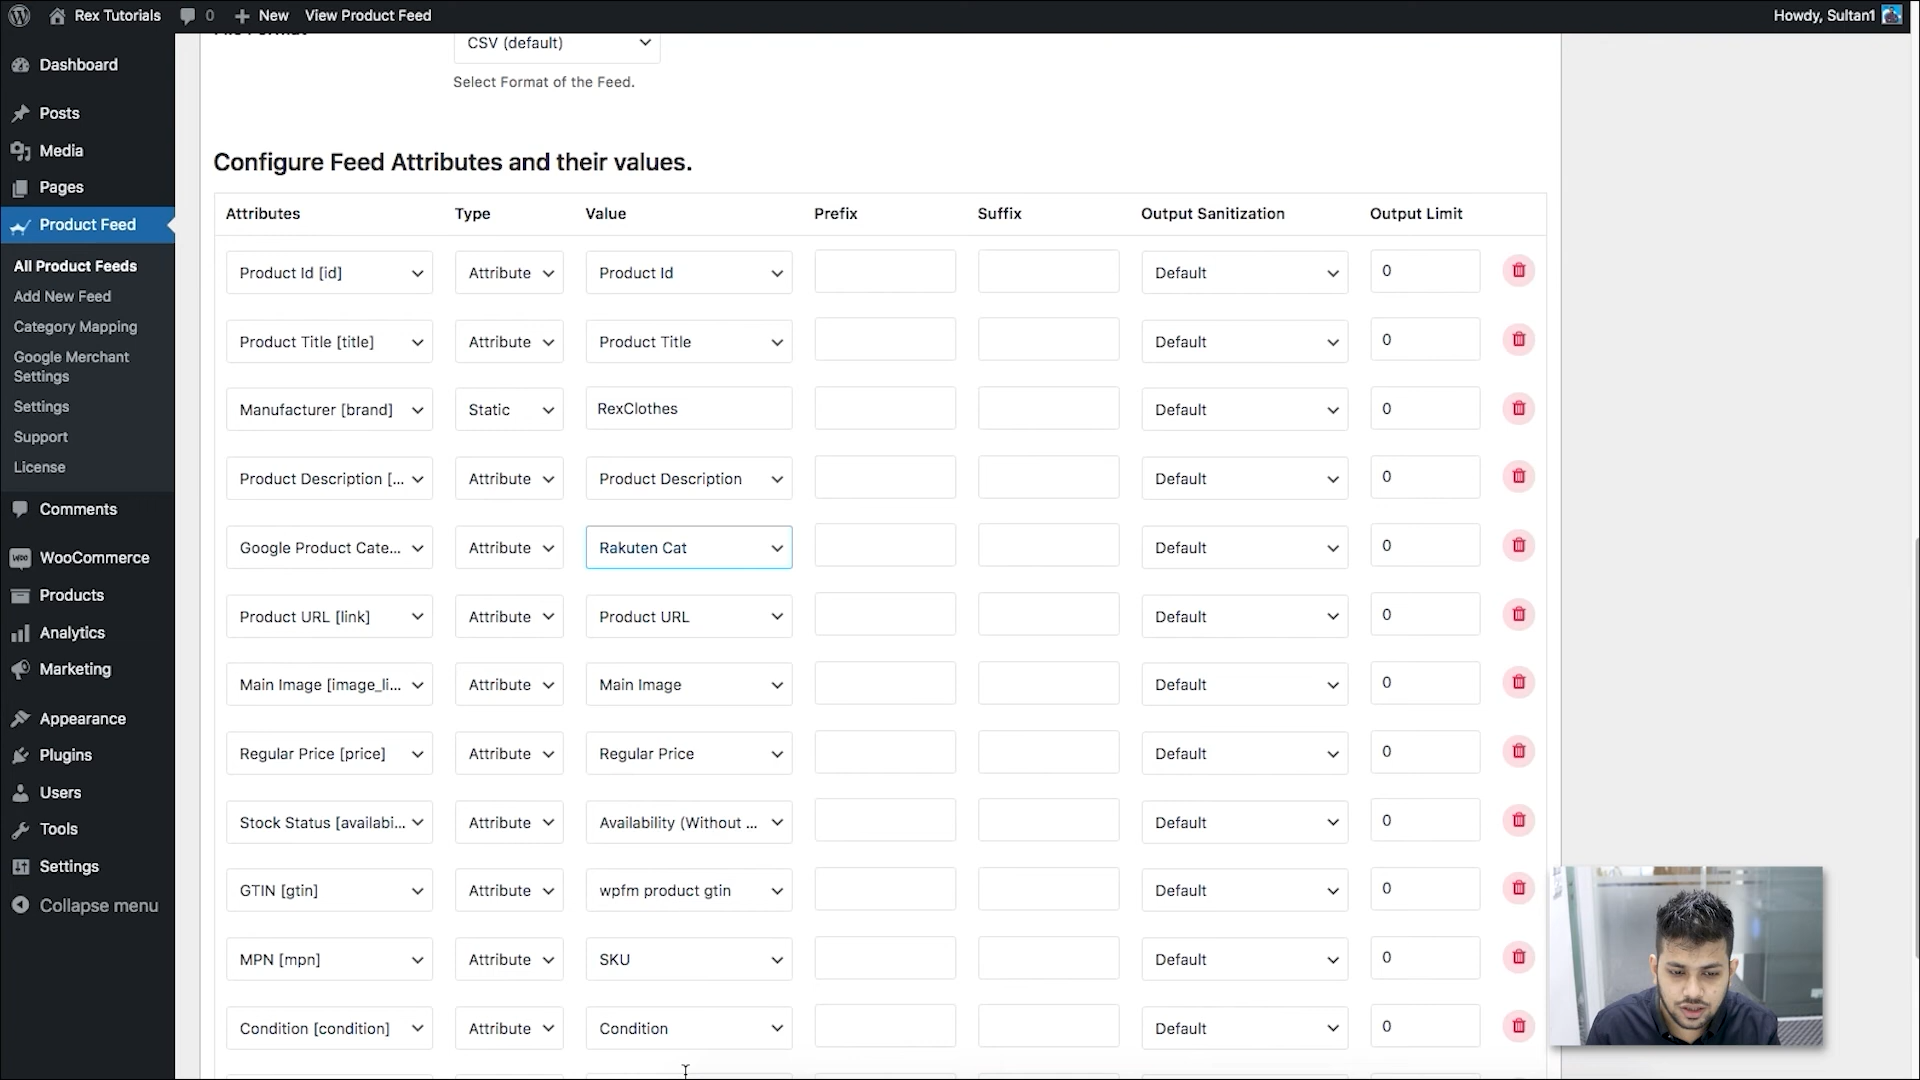 Rex Tutorials
0
New
View Product Feed
Howdy, Sultan1
Dashboard
Posts
Media
Pages
Product Feed
All Product Feeds
Add New Feed
Category Mapping
Google Merchant
Settings
Settings
Support
License
Comments
WooCommerce
Products
Analytics
Marketing
Appearance
Plugins
Users
Tools
Settings
Collapse menu
CSV (default)
Select Format of the Feed.
Configure Feed Attributes and their values.
Attributes Type Value Prefix Suffix Output Sanitization Output Limit
Product Id [id] Attribute Product Id Default 0
Product Title [title] Attribute Product Title Default 0
Manufacturer [brand] Static RexClothes Default 0
Product Description [... Attribute Product Description Default 0
Google Product Cate... Attribute Rakuten Cat Default 0
Product URL [link] Attribute Product URL Default 0
Main Image [image_li... Attribute Main Image Default 0
Regular Price [price] Attribute Regular Price Default 0
Stock Status [availabi... Attribute Availability (Without ... Default 0
GTIN [gtin] Attribute wpfm product gtin Default 0
MPN [mpn] Attribute SKU Default 0
Condition [condition] Attribute Condition Default 0